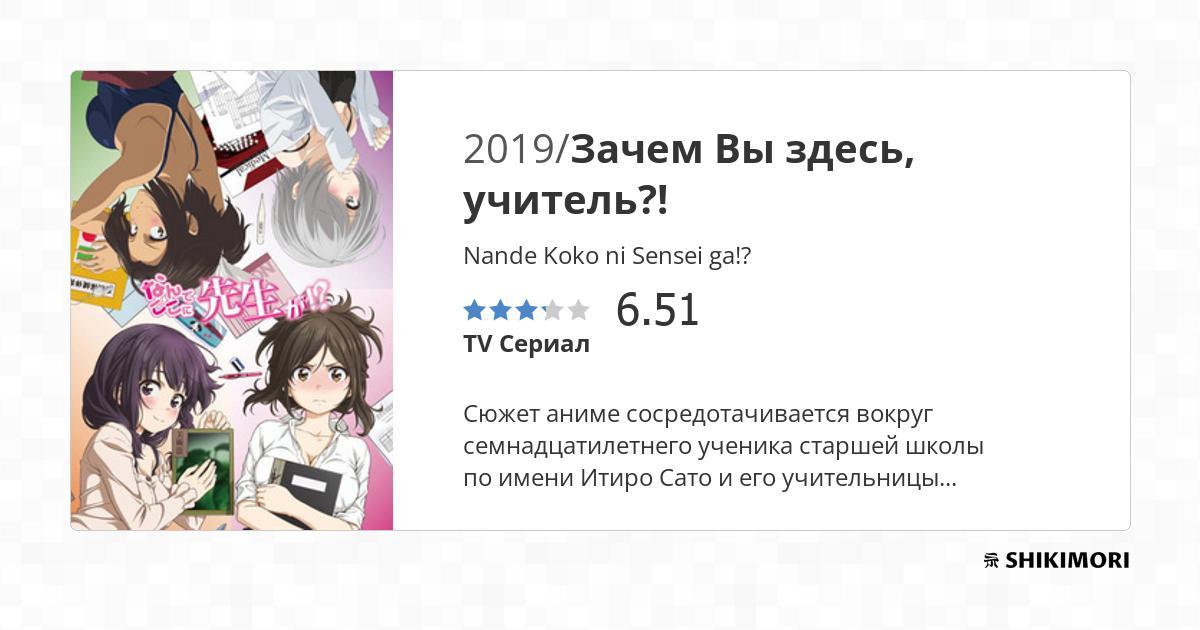 Medical
なんで
ここに
先生
が!?
2019/Зачем Вы здесь,
учитель?!
Nande Koko ni Sensei ga!?
6.51
TV Сериал
Сюжет аниме сосредотачивается вокруг
семнадцатилетнего ученика старшей школы
по имени Итиро Сато и его учительницы...
SHIKIMORI